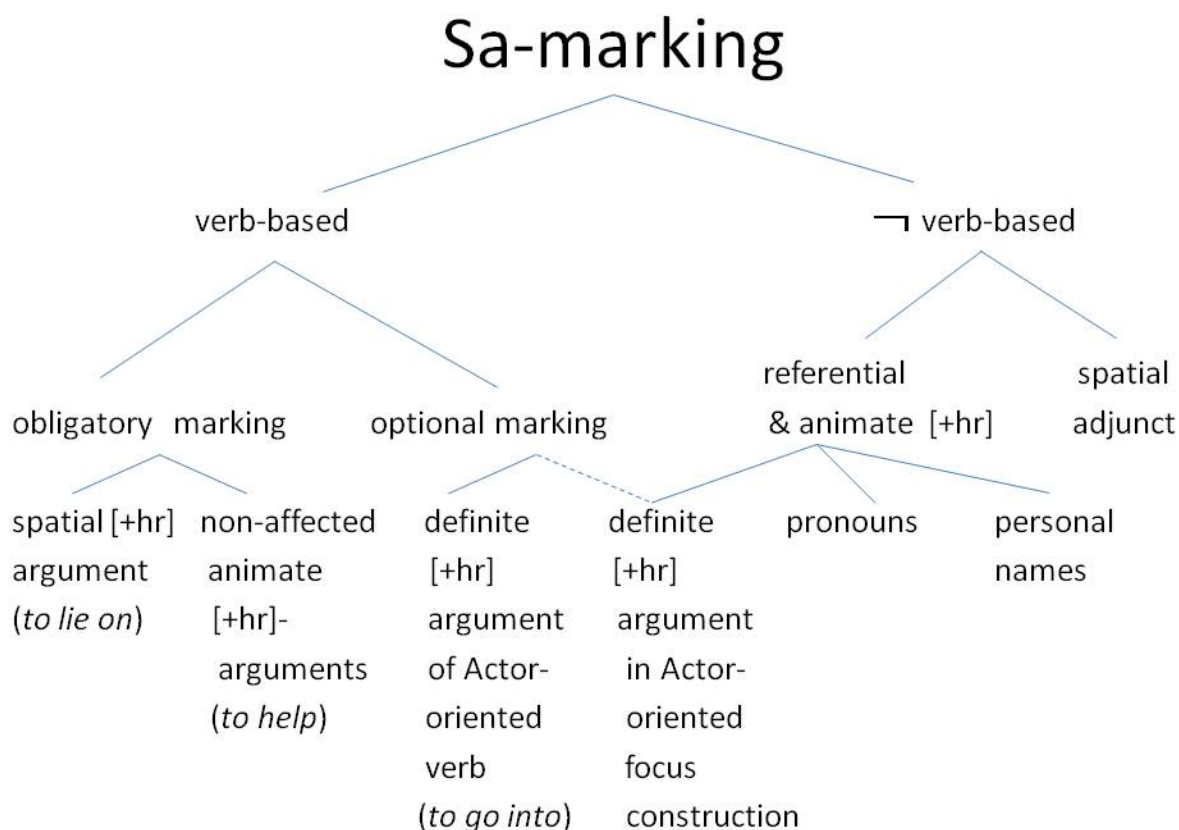 Sa-marking
verb-based
¬ verb-based
referential
& animate [+hr]
spatial
adjunct
obligatory marking
optional marking
spatial [+hr]
argument
(to lie on)
non-affected
animate
[+hr]-
arguments
(to help)
definite
[+hr]
argument
of Actor-
oriented
verb
(to go into)
definite
[+hr]
argument
in Actor-
oriented
focus
construction
pronouns
personal
names